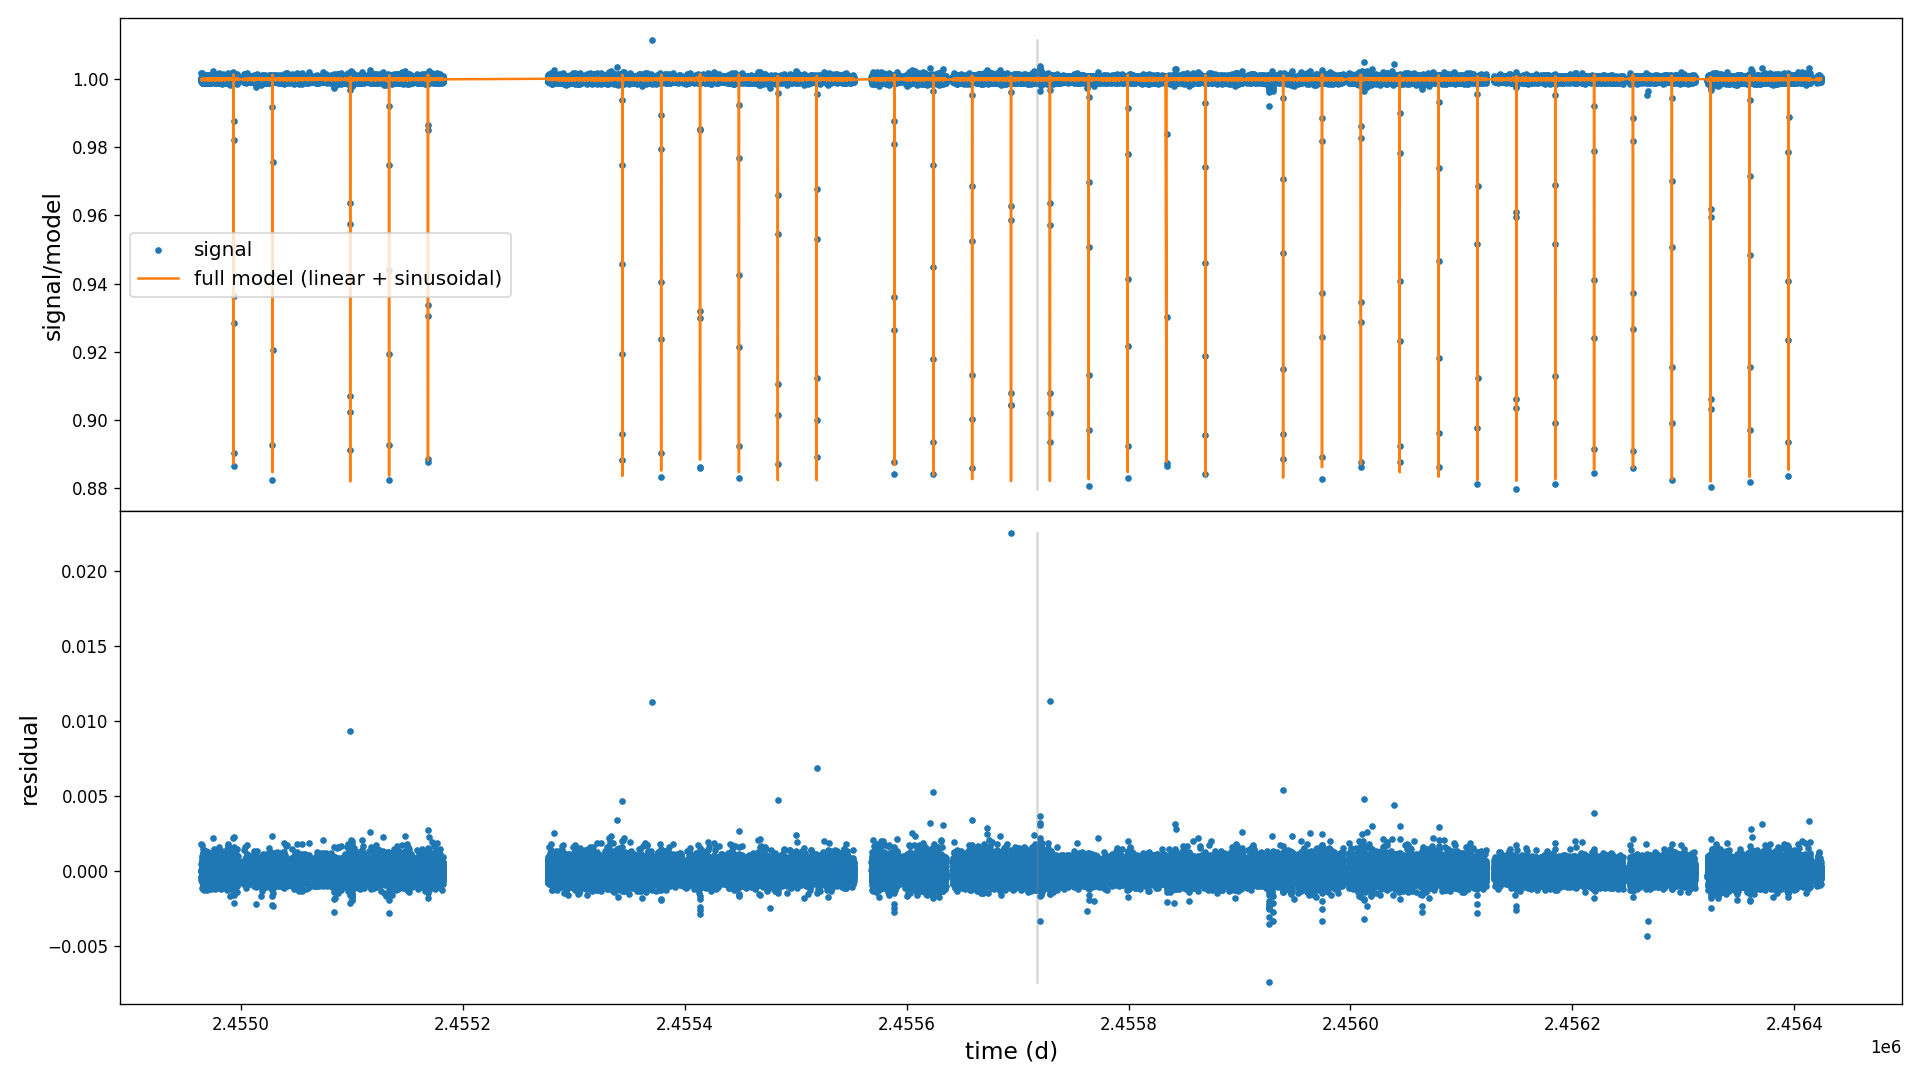 1.00
0.98
0.96
0.94
0.92
0.90
0.88
signal/model
signal
full model (linear + sinusoidal)
0.020
0.015
0.010
0.005
0.000
−0.005
residual
2.4550 2.4552 2.4554 2.4556 2.4558 2.4560 2.4562 2.4564
1e6
time (d)